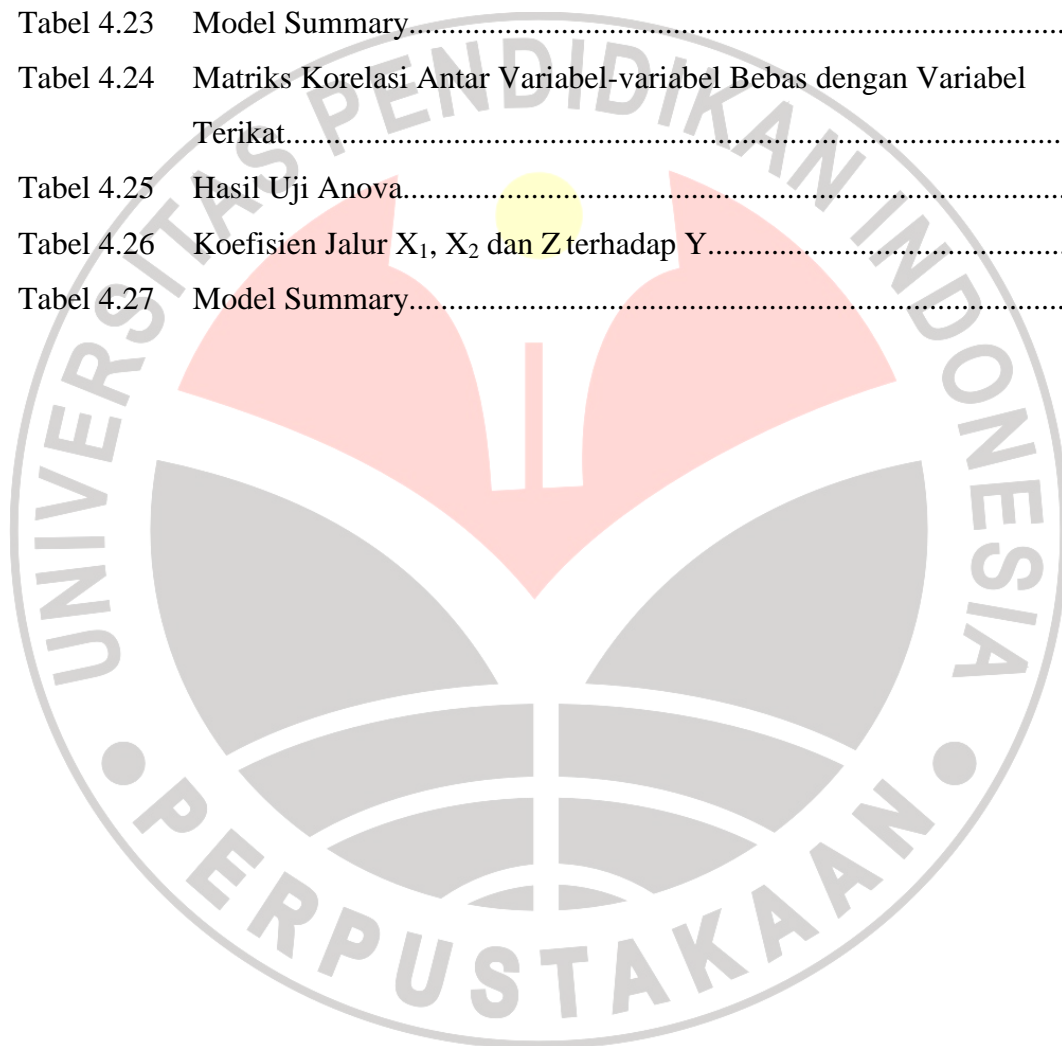 Tabel 4.23 Model Summary.......................................................................................
Tabel 4.24 Matriks Korelasi Antar Variabel-variabel Bebas dengan Variabel
Terikat.......................................................................................................
Tabel 4.25 Hasil Uji Anova.........................................................................................
Tabel 4.26 Koefisien Jalur X₁, X₂ dan Z terhadap Y...................................................
Tabel 4.27 Model Summary.......................................................................................
UNIVERSITAS PENDIDIKAN INDONESIA
PERPUSTAKAAN